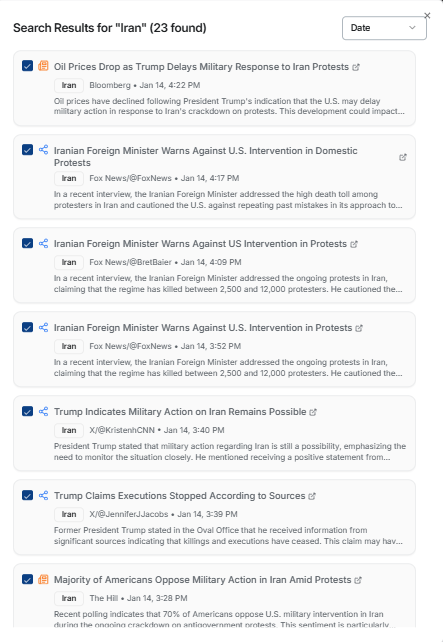 Search Results for "Iran" (23 found)
Date
Oil Prices Drop as Trump Delays Military Response to Iran Protests
Iran Bloomberg • Jan 14, 4:22 PM
Oil prices have declined following President Trump's indication that the U.S. may delay
military action in response to Iran's crackdown on protests. This development could impact...
Iranian Foreign Minister Warns Against U.S. Intervention in Domestic
Protests
Iran Fox News/@FoxNews • Jan 14, 4:17 PM
In a recent interview, the Iranian Foreign Minister addressed the high death toll among
protesters in Iran and cautioned the U.S. against repeating past mistakes in its approach to...
Iranian Foreign Minister Warns Against US Intervention in Protests
Iran Fox News/@BretBaier • Jan 14, 4:09 PM
In a recent interview, the Iranian Foreign Minister addressed the ongoing protests in Iran,
claiming that the regime has killed between 2,500 and 12,000 protesters. He cautioned the...
Iranian Foreign Minister Warns Against U.S. Intervention in Protests
Iran Fox News/@FoxNews • Jan 14, 3:52 PM
In a recent interview, the Iranian Foreign Minister addressed the ongoing protests in Iran,
claiming that the regime has killed between 2,500 and 12,000 protesters. He cautioned the...
Trump Indicates Military Action on Iran Remains Possible
Iran X/@KristenhCNN • Jan 14, 3:40 PM
President Trump stated that military action regarding Iran is still a possibility, emphasizing the
need to monitor the situation closely. He mentioned receiving a positive statement from...
Trump Claims Executions Stopped According to Sources
Iran X/@JenniferJJacobs • Jan 14, 3:39 PM
Former President Trump stated in the Oval Office that he received information from
significant sources indicating that killings and executions have ceased. This claim may hav...
Majority of Americans Oppose Military Action in Iran Amid Protests
Iran The Hill • Jan 14, 3:28 PM
Recent polling indicates that 70% of Americans oppose U.S. military intervention in Iran
during the ongoing crackdown on antigovernment protests. This sentiment is particularly...